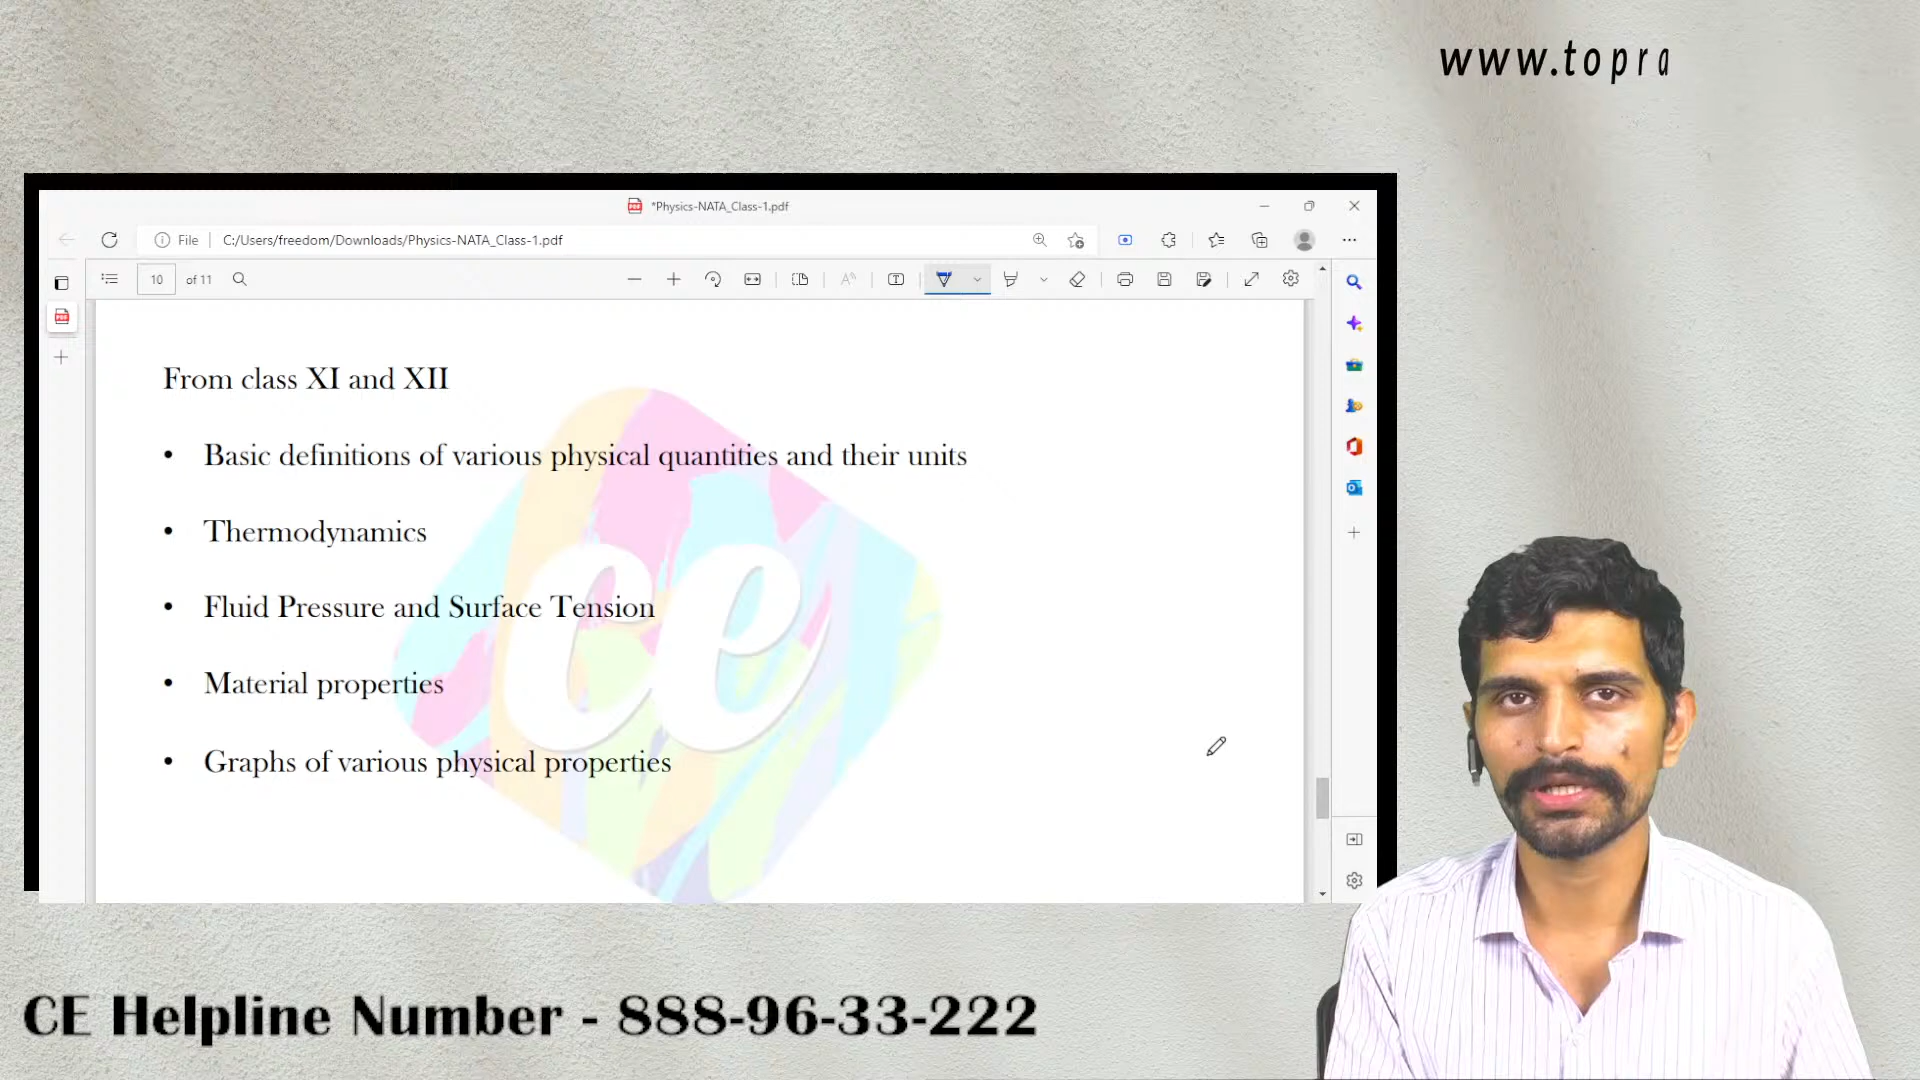 www.topra
*Physics-NATA_Class-1.pdf
File C:/Users/freedom/Downloads/Physics-NATA_Class-1.pdf
10 of 11
From class XI and XII
• Basic definitions of various physical quantities and their units
• Thermodynamics
• Fluid Pressure and Surface Tension
• Material properties
• Graphs of various physical properties
ce
CE Helpline Number - 888-96-33-222